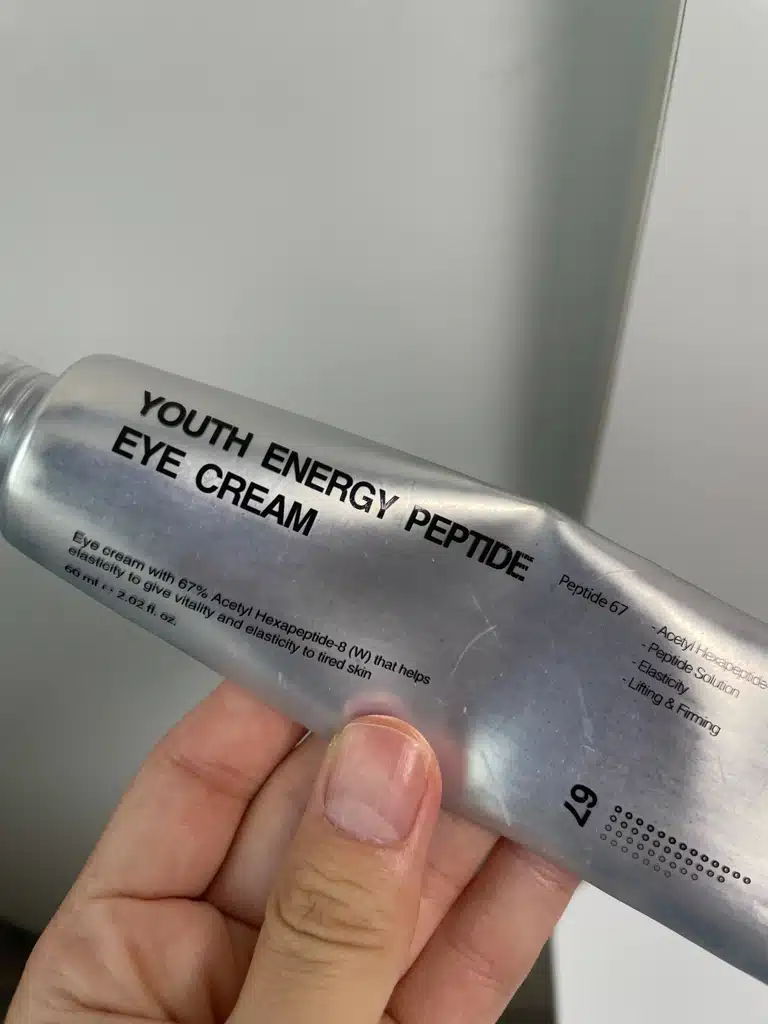 YOUTH ENERGY PEPTIDE
EYE CREAM
Eye cream with 67% Acetyl Hexapeptide-8 (W) that helps
elasticity to give vitality and elasticity to tired skin
60 ml ℮ 2.02 fl. oz.
Peptide 67
- Acetyl Hexapeptide-
- Peptide Solution
- Elasticity
- Lifting & Firming
67